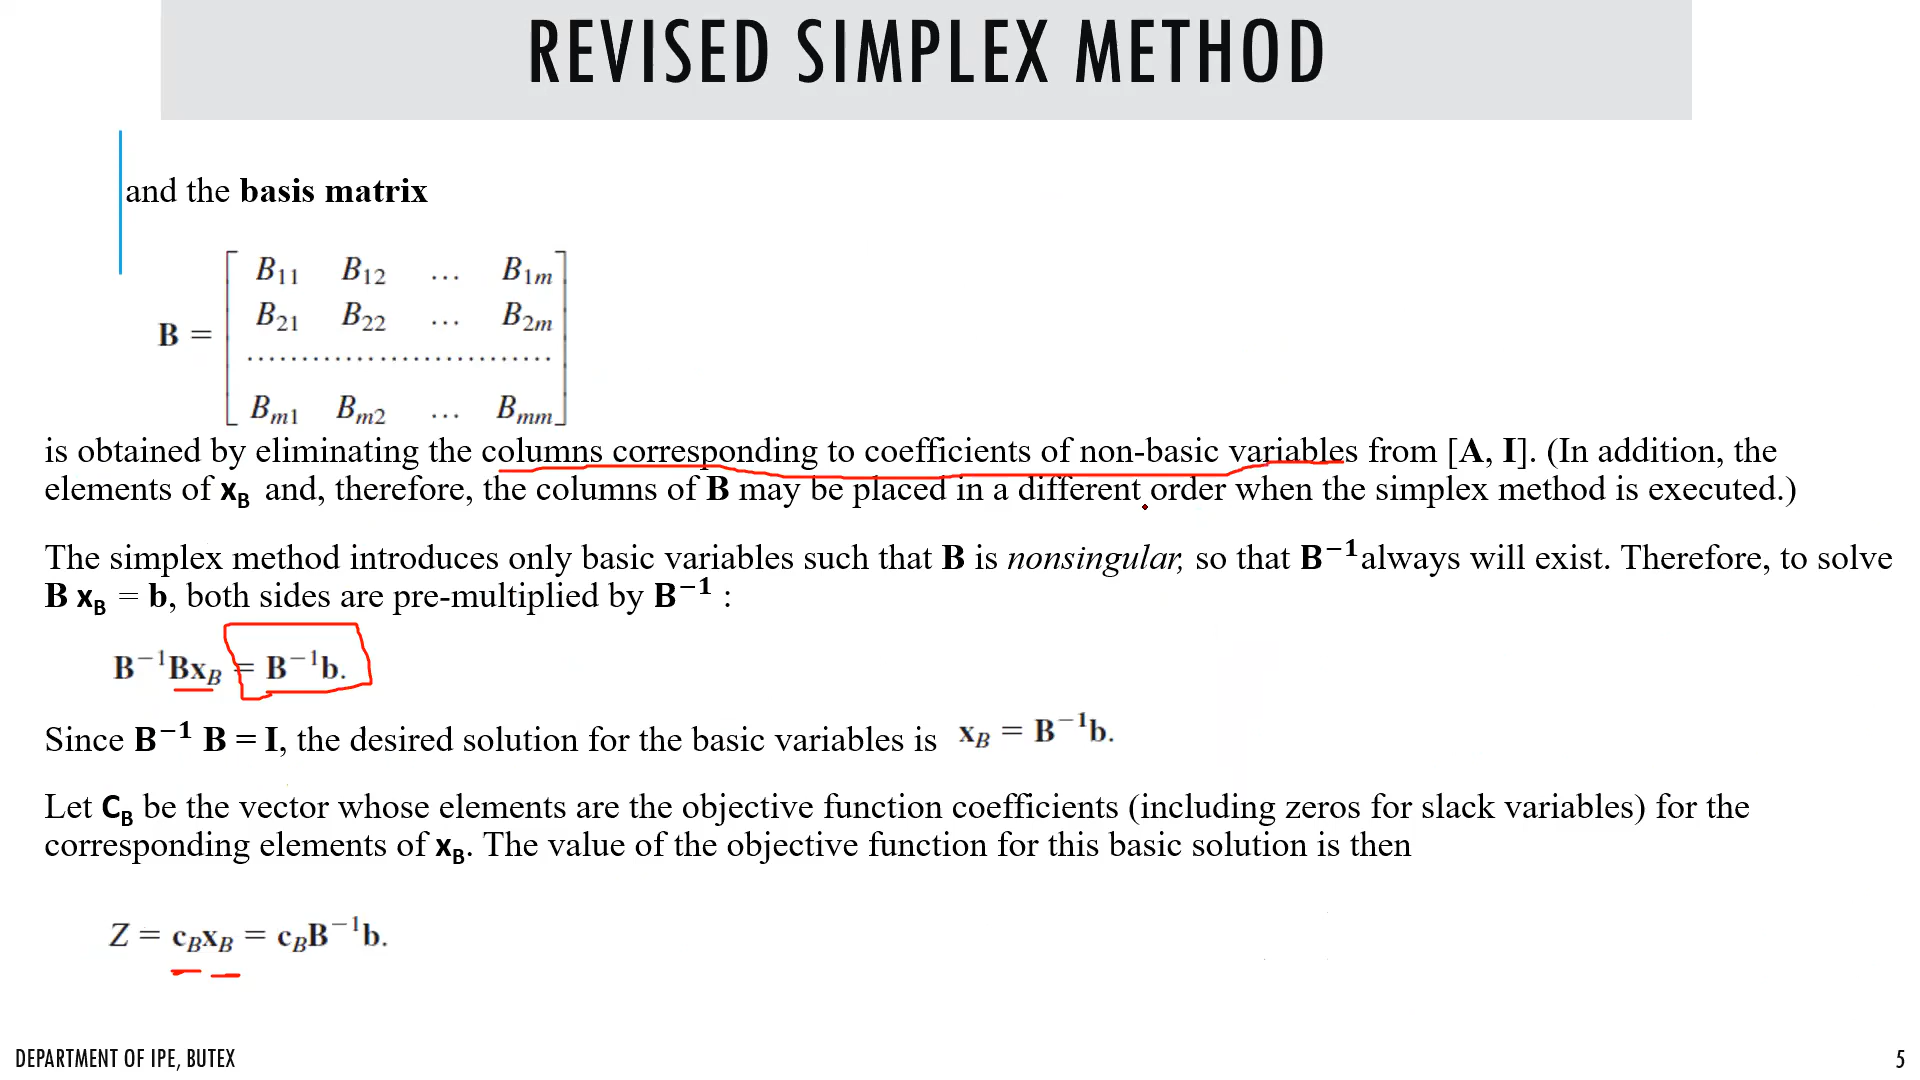 REVISED SIMPLEX METHOD
and the basis matrix
B = [ B11 B12 ... B1m
B21 B22 ... B2m
............................
Bm1 Bm2 ... Bmm ]
is obtained by eliminating the columns corresponding to coefficients of non-basic variables from [A, I]. (In addition, the
elements of xB and, therefore, the columns of B may be placed in a different order when the simplex method is executed.)
The simplex method introduces only basic variables such that B is nonsingular, so that B⁻¹always will exist. Therefore, to solve
B xB = b, both sides are pre-multiplied by B⁻¹ :
B⁻¹BxB = B⁻¹b.
Since B⁻¹ B = I, the desired solution for the basic variables is xB = B⁻¹b.
Let CB be the vector whose elements are the objective function coefficients (including zeros for slack variables) for the
corresponding elements of xB. The value of the objective function for this basic solution is then
Z = cBxB = cBB⁻¹b.
DEPARTMENT OF IPE, BUTEX
5